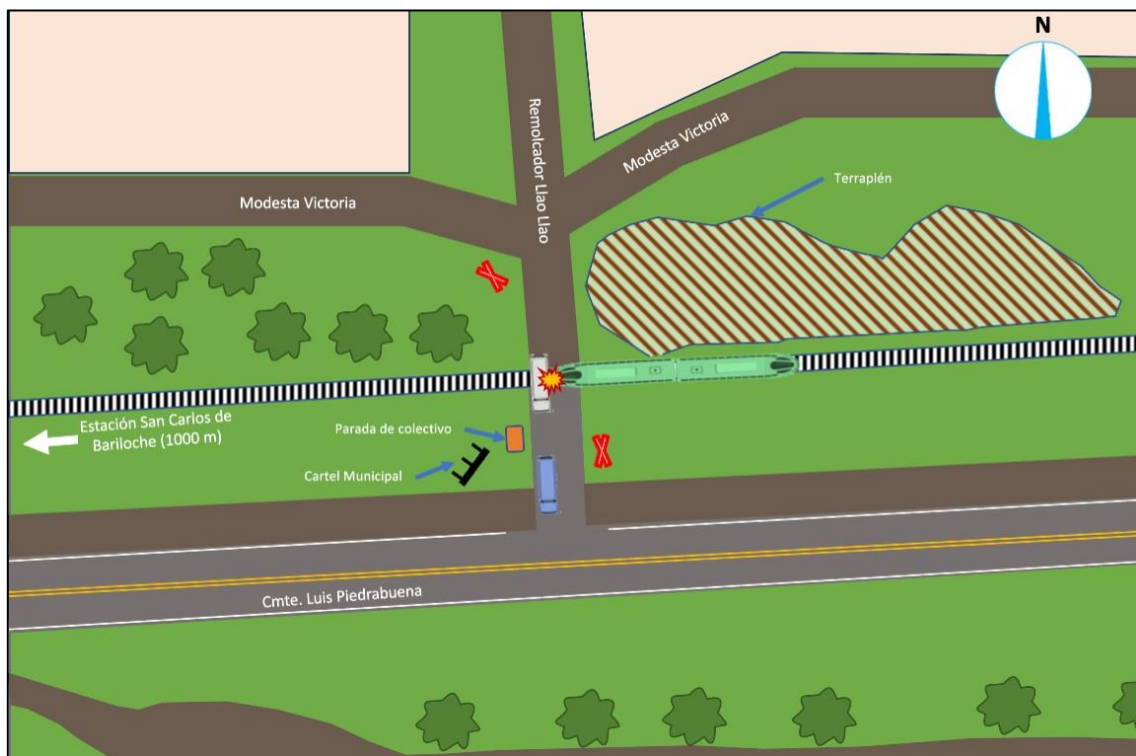 N
Remolcador Llao Llao
Modesta Victoria
Terraplén
Modesta Victoria
Estación San Carlos de
Bariloche (1000 m)
Parada de colectivo
Cartel Municipal
Cmte. Luis Piedrabuena